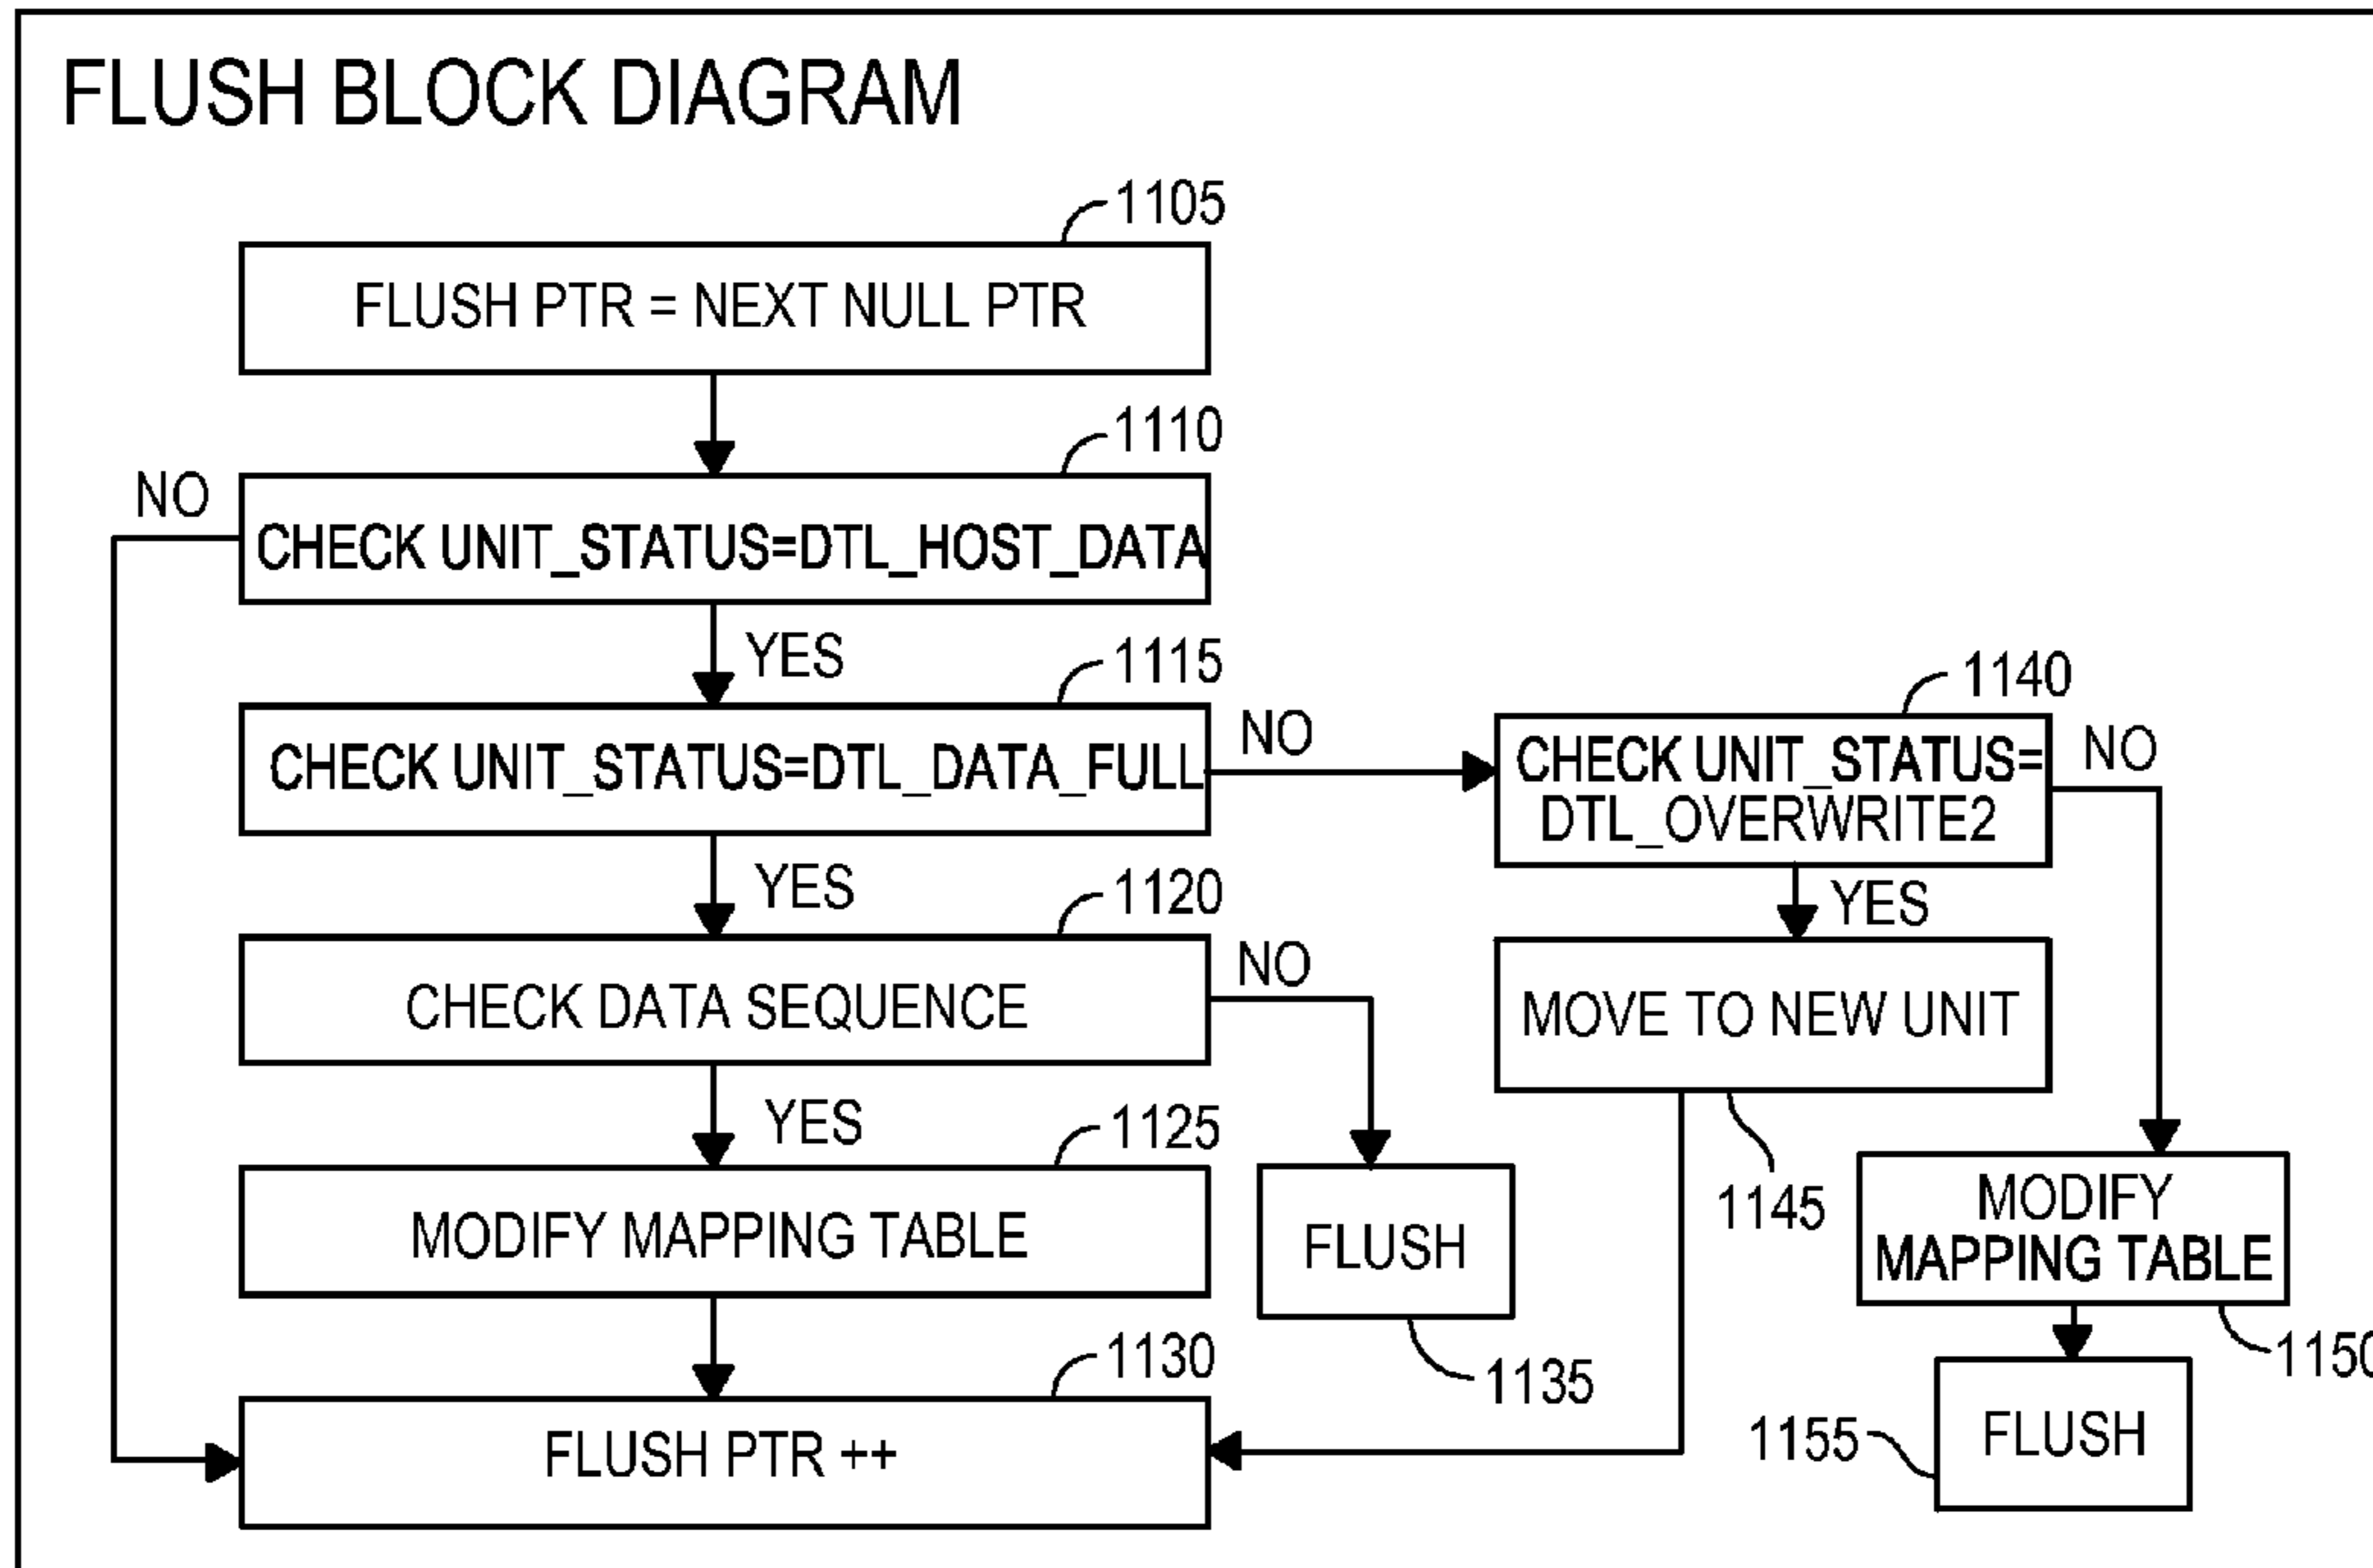 FLUSH BLOCK DIAGRAM
1105
FLUSH PTR = NEXT NULL PTR
1110
NO
CHECK UNIT_STATUS=DTL_HOST_DATA
YES
1115
CHECK UNIT_STATUS=DTL_DATA_FULL
NO
1140
CHECK UNIT_STATUS=
DTL_OVERWRITE2
NO
YES
1120
YES
CHECK DATA SEQUENCE
NO
MOVE TO NEW UNIT
YES
1125
MODIFY MAPPING TABLE
FLUSH
1145
MODIFY
MAPPING TABLE
1130
1135
1150
FLUSH PTR ++
1155
FLUSH